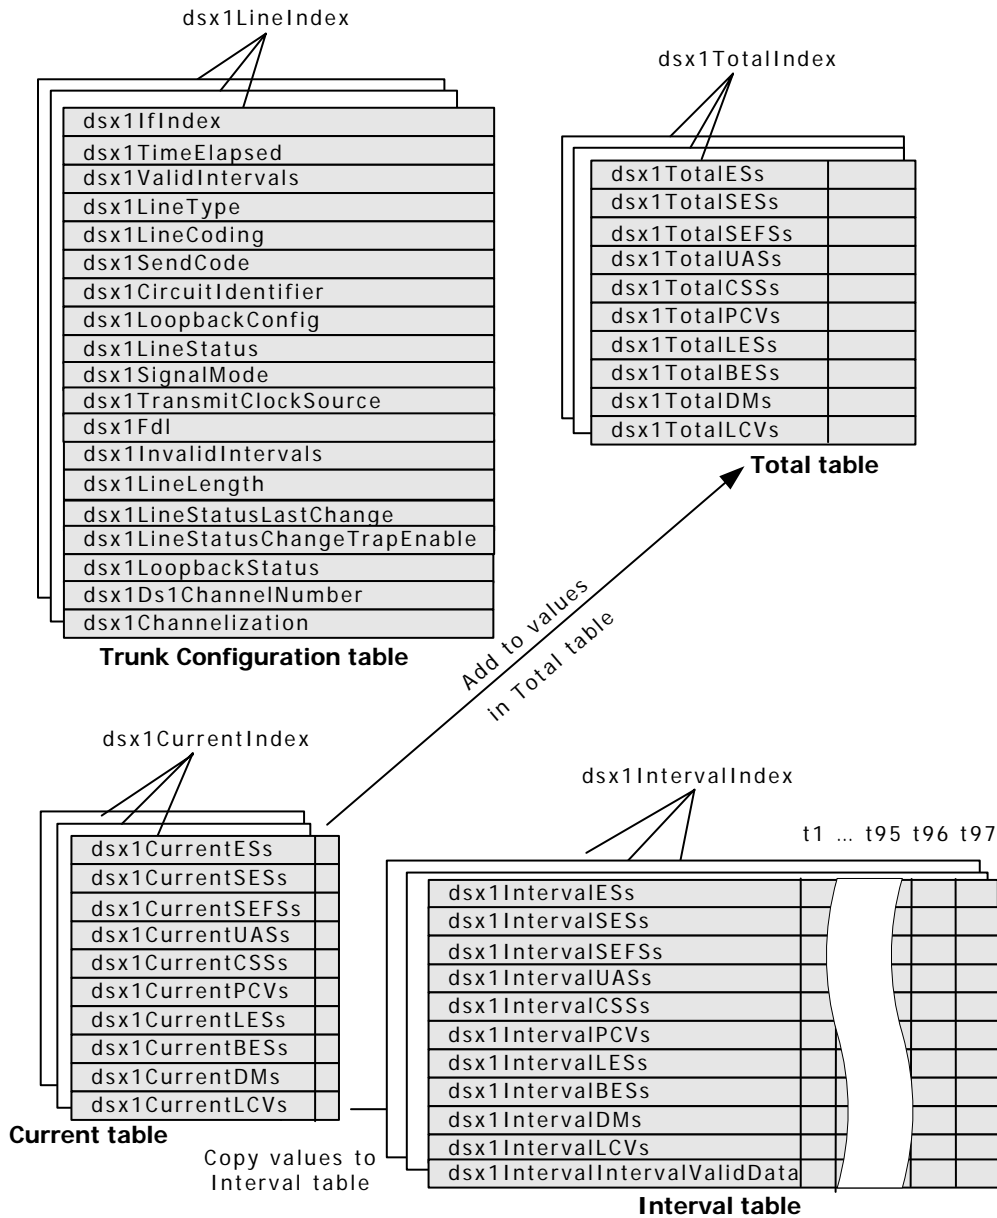 dsx1LineIndex
dsx1IfIndex
dsx1TimeElapsed
dsx1ValidIntervals
dsx1LineType
dsx1LineCoding
dsx1SendCode
dsx1CircuitIdentifier
dsx1LoopbackConfig
dsx1LineStatus
dsx1SignalMode
dsx1TransmitClockSource
dsx1Fdl
dsx1InvalidIntervals
dsx1LineLength
dsx1LineStatusLastChange
dsx1LineStatusChangeTrapEnable
dsx1LoopbackStatus
dsx1Ds1ChannelNumber
dsx1Channelization
Trunk Configuration table
dsx1TotalIndex
dsx1TotalESs
dsx1TotalSESs
dsx1TotalSEFSs
dsx1TotalUASs
dsx1TotalCSSs
dsx1TotalPCVs
dsx1TotalLESs
dsx1TotalBESs
dsx1TotalDMs
dsx1TotalLCVs
Total table
Add to values
in Total table
dsx1CurrentIndex
dsx1CurrentESs
dsx1CurrentSESs
dsx1CurrentSEFSs
dsx1CurrentUASs
dsx1CurrentCSSs
dsx1CurrentPCVs
dsx1CurrentLESs
dsx1CurrentBESs
dsx1CurrentDMs
dsx1CurrentLCVs
Current table
Copy values to
Interval table
dsx1IntervalIndex
t1 ... t95 t96 t97
dsx1IntervalESs
dsx1IntervalSESs
dsx1IntervalSEFSs
dsx1IntervalUASs
dsx1IntervalCSSs
dsx1IntervalPCVs
dsx1IntervalLESs
dsx1IntervalBESs
dsx1IntervalDMs
dsx1IntervalLCVs
dsx1IntervalIntervalValidData
Interval table